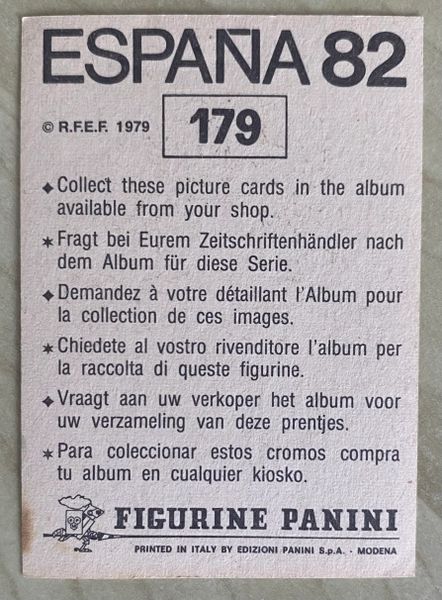 ESPAÑA 82
© R.F.E.F. 1979
179
✦ Collect these picture cards in the album
available from your shop.
✶ Fragt bei Eurem Zeitschriftenhändler nach
dem Album für diese Serie.
✦ Demandez à votre détaillant l'Album pour
la collection de ces images.
✶ Chiedete al vostro rivenditore l'album per
la raccolta di queste figurine.
✦ Vraagt aan uw verkoper het album voor
uw verzameling van deze prentjes.
✶ Para coleccionar estos cromos compra
tu album en cualquier kiosko.
FIGURINE PANINI
PRINTED IN ITALY BY EDIZIONI PANINI S.p.A. - MODENA